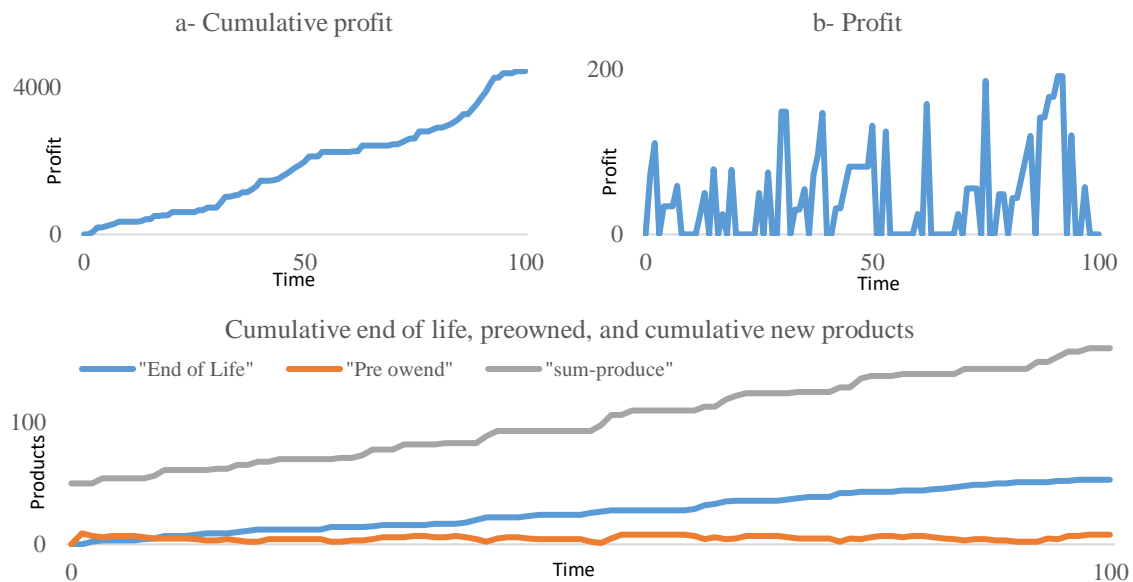 a- Cumulative profit
4000
Profit
0
0
50
100
Time
b- Profit
200
Profit
0
0
50
100
Time
Cumulative end of life, preowned, and cumulative new products
"End of Life"
"Pre owend"
"sum-produce"
100
Products
0
0
100
Time